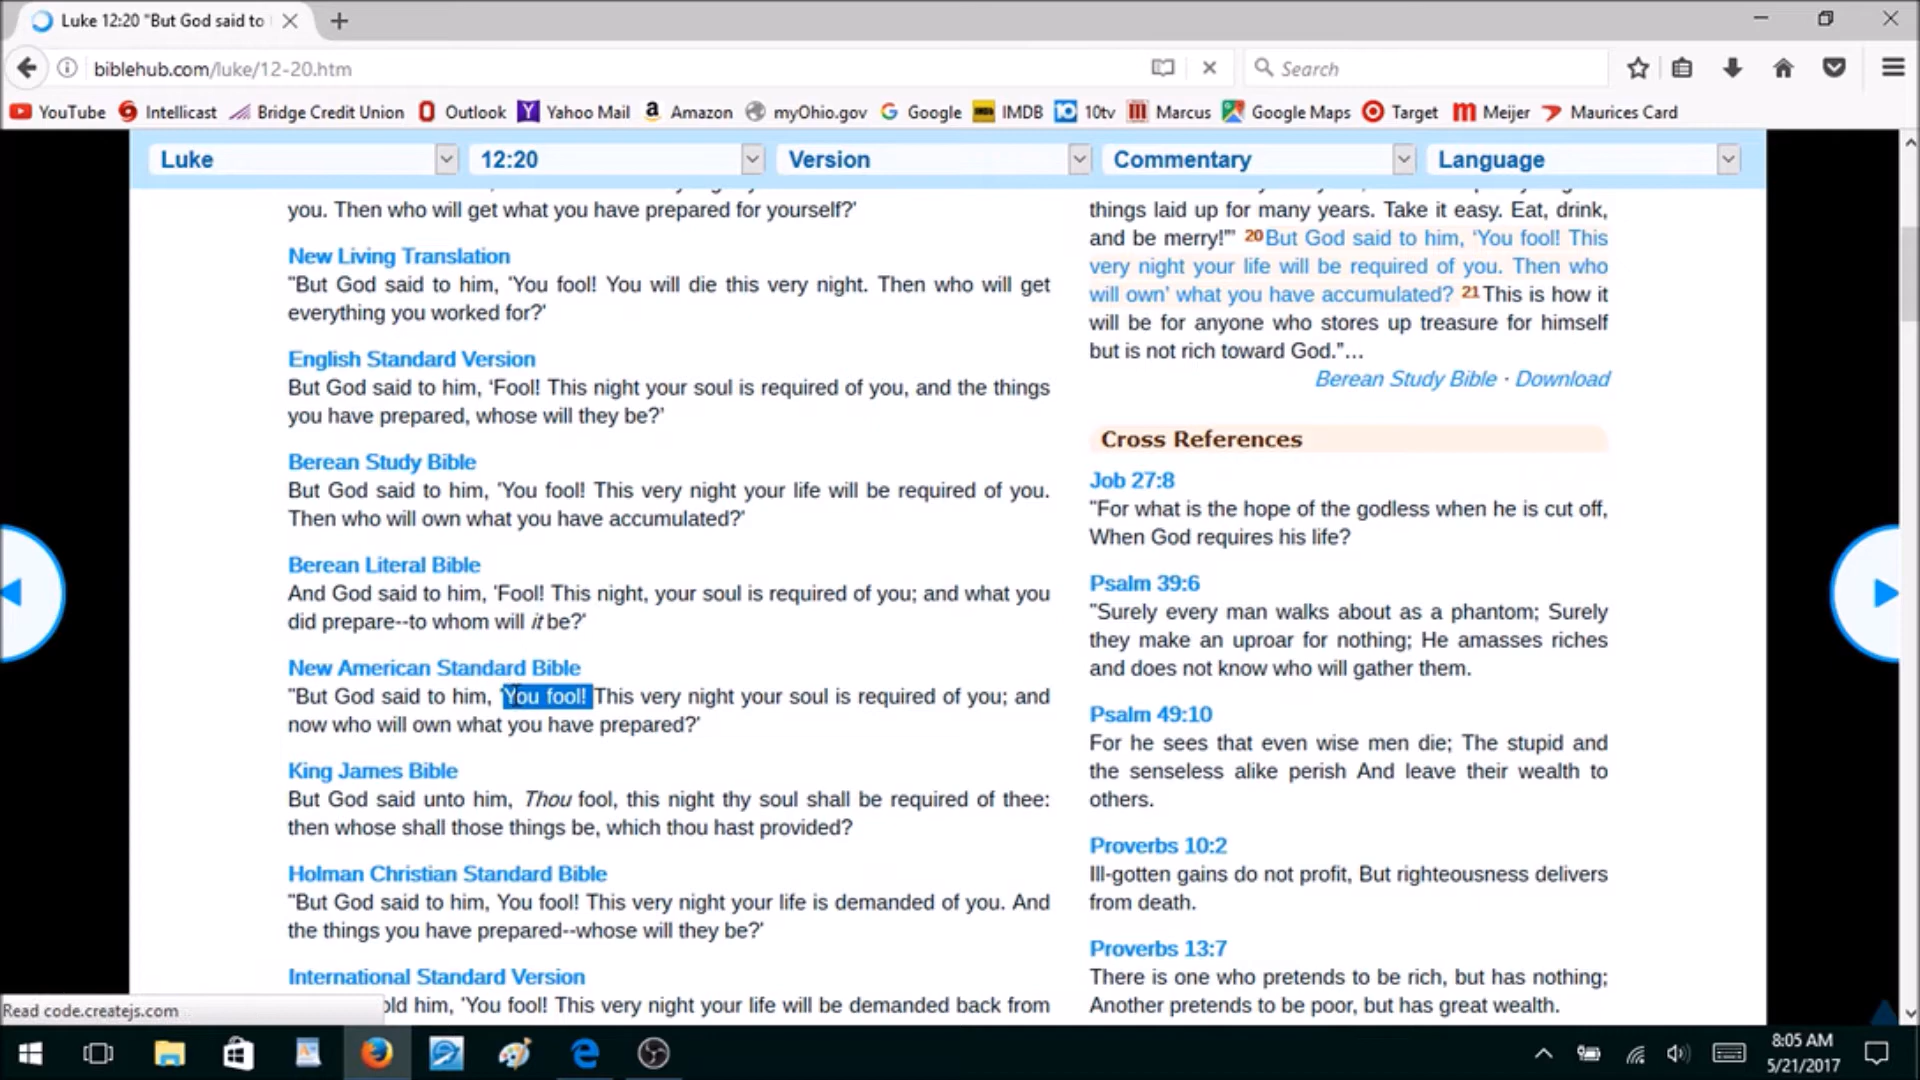 Luke 12:20 "But God said to
biblehub.com/luke/12-20.htm
Search
YouTube Intellicast Bridge Credit Union Outlook Yahoo Mail Amazon myOhio.gov Google IMDB 10tv Marcus Google Maps Target Meijer Maurices Card
Luke 12:20 Version Commentary Language
you. Then who will get what you have prepared for yourself?'
New Living Translation
"But God said to him, 'You fool! You will die this very night. Then who will get
everything you worked for?'
English Standard Version
But God said to him, ‘Fool! This night your soul is required of you, and the things
you have prepared, whose will they be?’
Berean Study Bible
But God said to him, ‘You fool! This very night your life will be required of you.
Then who will own what you have accumulated?’
Berean Literal Bible
And God said to him, 'Fool! This night, your soul is required of you; and what you
did prepare--to whom will it be?'
New American Standard Bible
"But God said to him, 'You fool! This very night your soul is required of you; and
now who will own what you have prepared?'
King James Bible
But God said unto him, Thou fool, this night thy soul shall be required of thee:
then whose shall those things be, which thou hast provided?
Holman Christian Standard Bible
"But God said to him, You fool! This very night your life is demanded of you. And
the things you have prepared--whose will they be?'
International Standard Version
old him, 'You fool! This very night your life will be demanded back from
things laid up for many years. Take it easy. Eat, drink,
and be merry!”’ 20But God said to him, ‘You fool! This
very night your life will be required of you. Then who
will own’ what you have accumulated? 21This is how it
will be for anyone who stores up treasure for himself
but is not rich toward God.”…
Berean Study Bible · Download
Cross References
Job 27:8
"For what is the hope of the godless when he is cut off,
When God requires his life?
Psalm 39:6
"Surely every man walks about as a phantom; Surely
they make an uproar for nothing; He amasses riches
and does not know who will gather them.
Psalm 49:10
For he sees that even wise men die; The stupid and
the senseless alike perish And leave their wealth to
others.
Proverbs 10:2
Ill-gotten gains do not profit, But righteousness delivers
from death.
Proverbs 13:7
There is one who pretends to be rich, but has nothing;
Another pretends to be poor, but has great wealth.
Read code.createjs.com
8:05 AM
5/21/2017